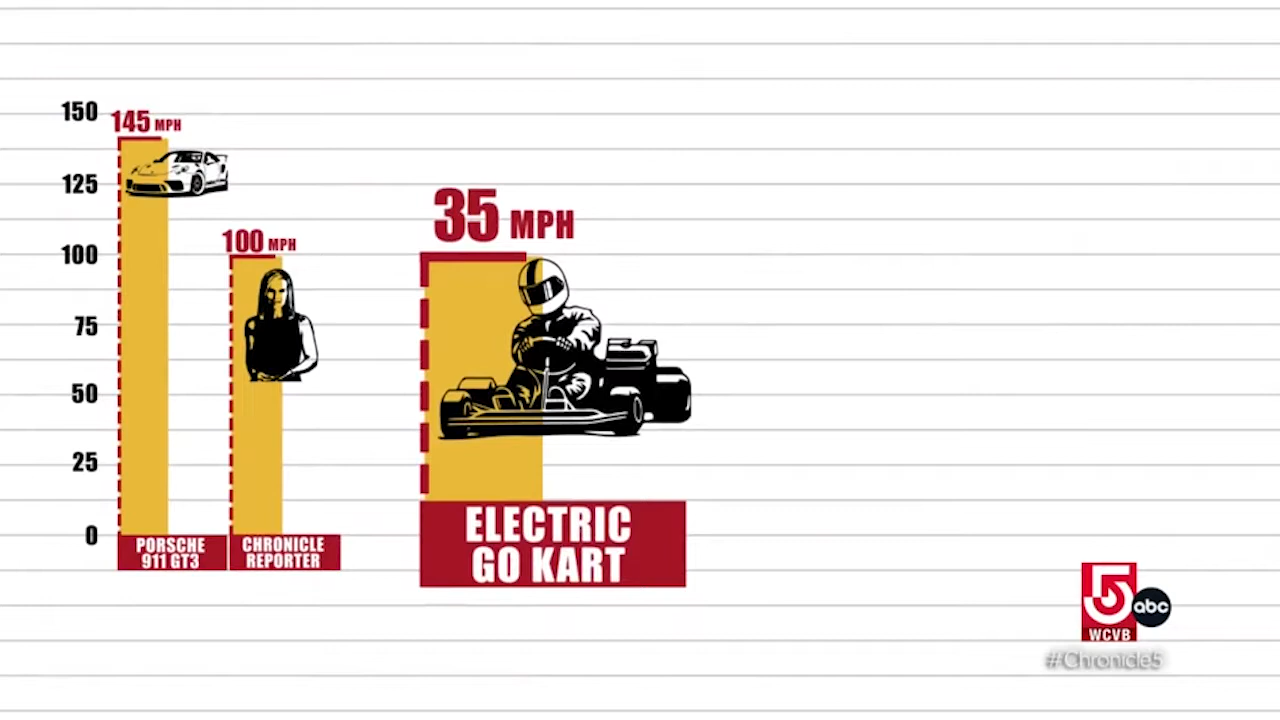 150
125
100
75
50
25
0
145 MPH
100 MPH
35 MPH
PORSCHE
911 GT3
CHRONICLE
REPORTER
ELECTRIC
GO KART
5
abc
WCVB
#Chronicle5